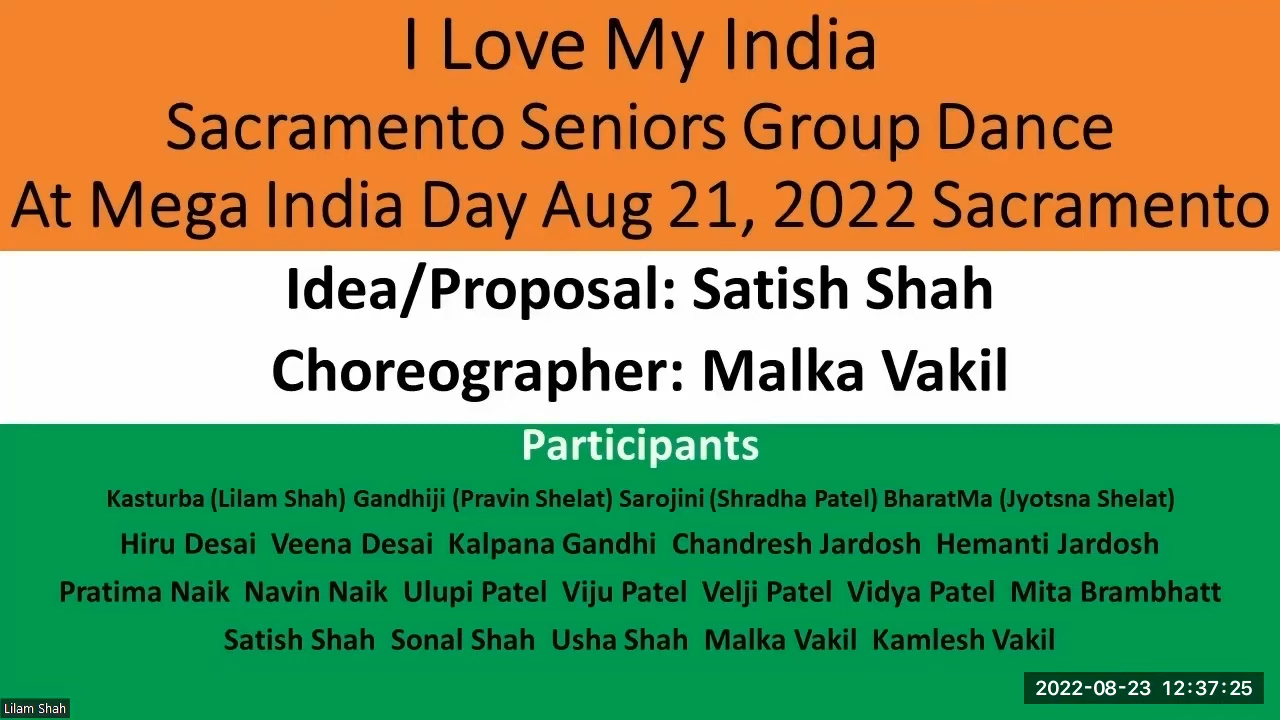 I Love My India
Sacramento Seniors Group Dance
At Mega India Day Aug 21, 2022 Sacramento
Idea/Proposal: Satish Shah
Choreographer: Malka Vakil
Participants
Kasturba (Lilam Shah) Gandhiji (Pravin Shelat) Sarojini (Shradha Patel) BharatMa (Jyotsna Shelat)
Hiru Desai Veena Desai Kalpana Gandhi Chandresh Jardosh Hemanti Jardosh
Pratima Naik Navin Naik Ulupi Patel Viju Patel Velji Patel Vidya Patel Mita Brambhatt
Satish Shah Sonal Shah Usha Shah Malka Vakil Kamlesh Vakil
2022-08-23 12:37:25
Lilam Shah